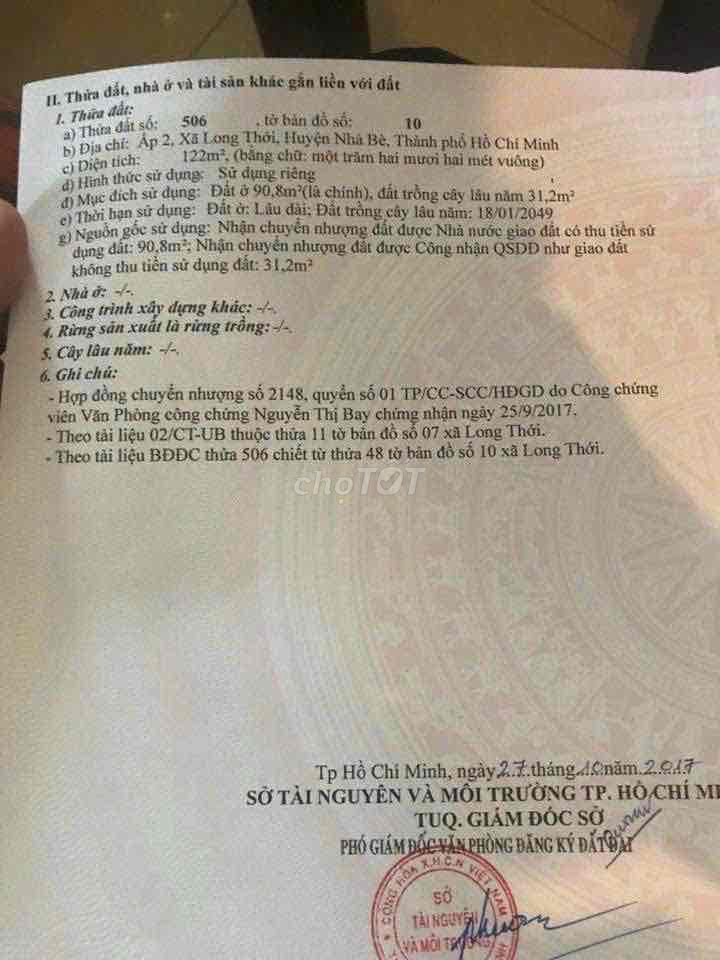 II. Thửa đất, nhà ở và tài sản khác gắn liền với đất
1. Thửa đất:
a) Thửa đất số: 506 , tờ bản đồ số: 10
b) Địa chỉ: Ấp 2, Xã Long Thới, Huyện Nhà Bè, Thành phố Hồ Chí Minh
c) Diện tích: 122m², (bằng chữ: một trăm hai mươi hai mét vuông)
d) Hình thức sử dụng: Sử dụng riêng
đ) Mục đích sử dụng: Đất ở 90,8m²(là chính), đất trồng cây lâu năm 31,2m²
e) Thời hạn sử dụng: Đất ở: Lâu dài; Đất trồng cây lâu năm: 18/01/2049
g) Nguồn gốc sử dụng: Nhận chuyển nhượng đất được Nhà nước giao đất có thu tiền sử
dụng đất: 90,8m²; Nhận chuyển nhượng đất được Công nhận QSDĐ như giao đất
không thu tiền sử dụng đất: 31,2m²
2. Nhà ở: -/-.
3. Công trình xây dựng khác: -/-.
4. Rừng sản xuất là rừng trồng: -/-.
5. Cây lâu năm: -/-.
6. Ghi chú:
- Hợp đồng chuyển nhượng số 2148, quyển số 01 TP/CC-SCC/HĐGD do Công chứng
viên Văn Phòng công chứng Nguyễn Thị Bay chứng nhận ngày 25/9/2017.
- Theo tài liệu 02/CT-UB thuộc thửa 11 tờ bản đồ số 07 xã Long Thới.
- Theo tài liệu BĐĐC thửa 506 chiết từ thửa 48 tờ bản đồ số 10 xã Long Thới.
choTOT
Tp Hồ Chí Minh, ngày 27 tháng 10 năm 2017
SỞ TÀI NGUYÊN VÀ MÔI TRƯỜNG TP. HỒ CHÍ MI
TUQ. GIÁM ĐỐC SỞ
PHÓ GIÁM ĐỐC VĂN PHÒNG ĐĂNG KÝ ĐẤT ĐAI
CỘNG HÒA X.H.C.N VIỆT NAM
SỞ
TÀI NGUYÊN
VÀ MÔI TRƯỜNG